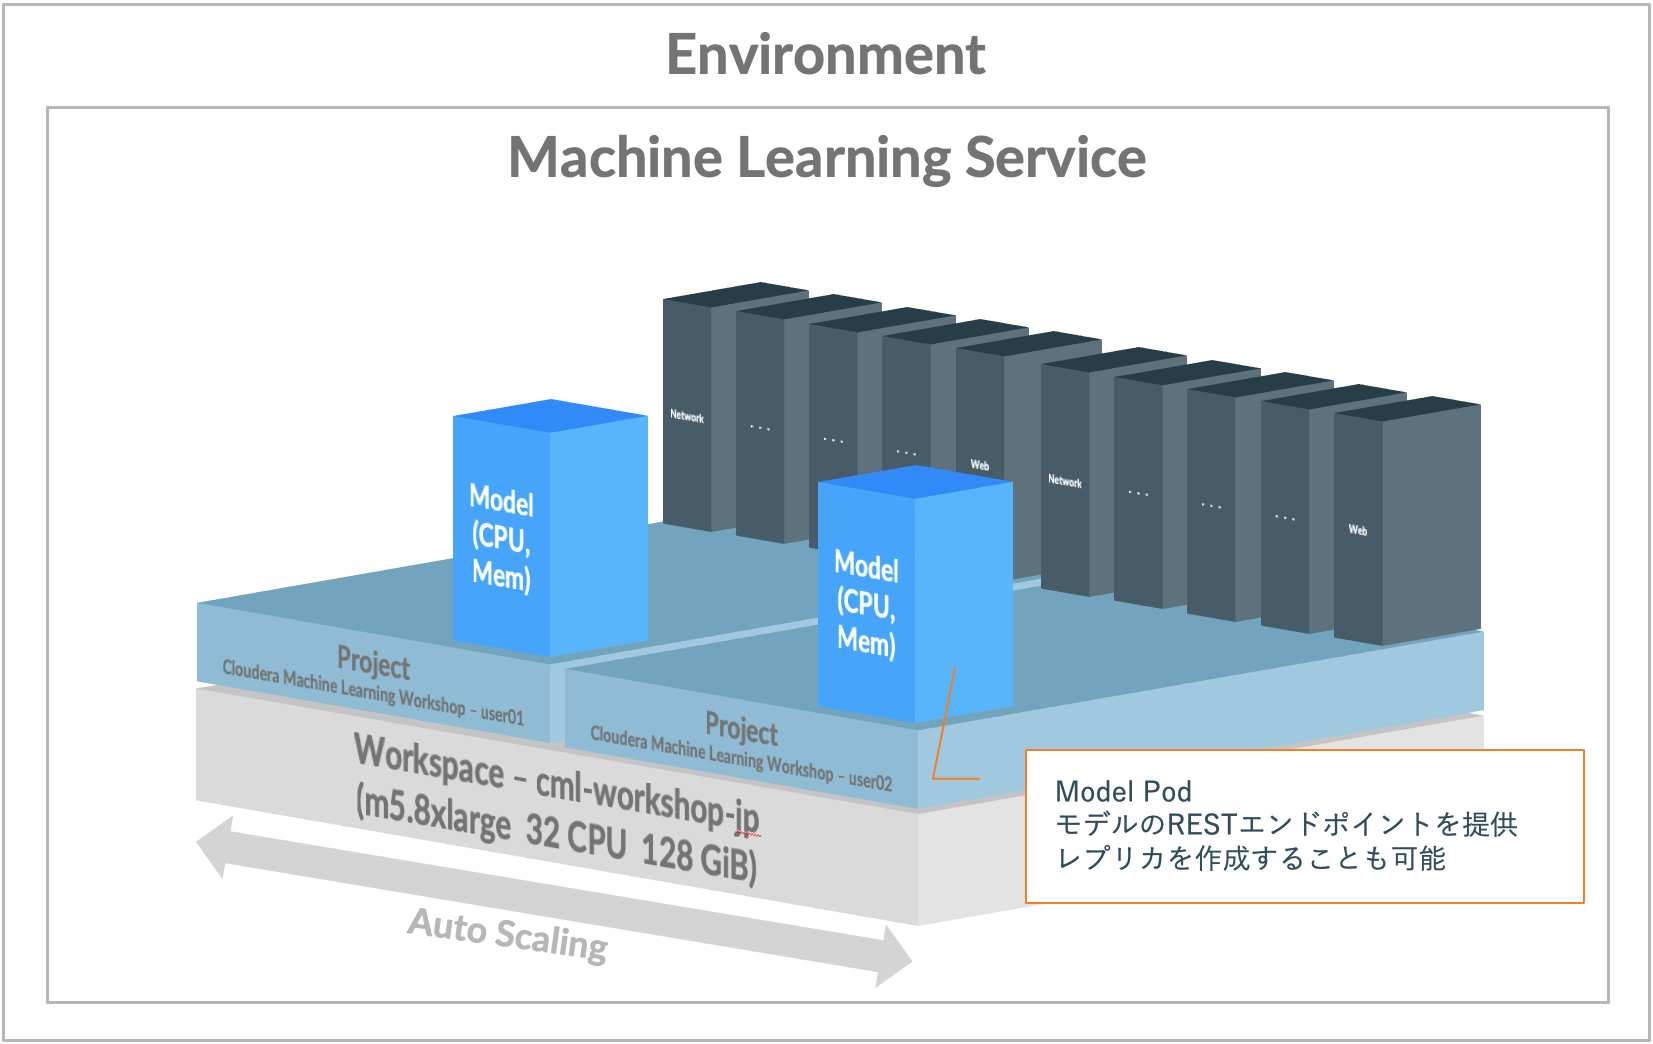 Environment
Machine Learning Service
Network
...
...
...
Web
Network
...
...
...
Web
Model
(CPU,
Mem)
Model
(CPU,
Mem)
Project
Cloudera Machine Learning Workshop – user01
Project
Cloudera Machine Learning Workshop – user02
Workspace – cml-workshop-jp
(m5.8xlarge 32 CPU 128 GiB)
Auto Scaling
Model Pod
モデルのRESTエンドポイントを提供
レプリカを作成することも可能